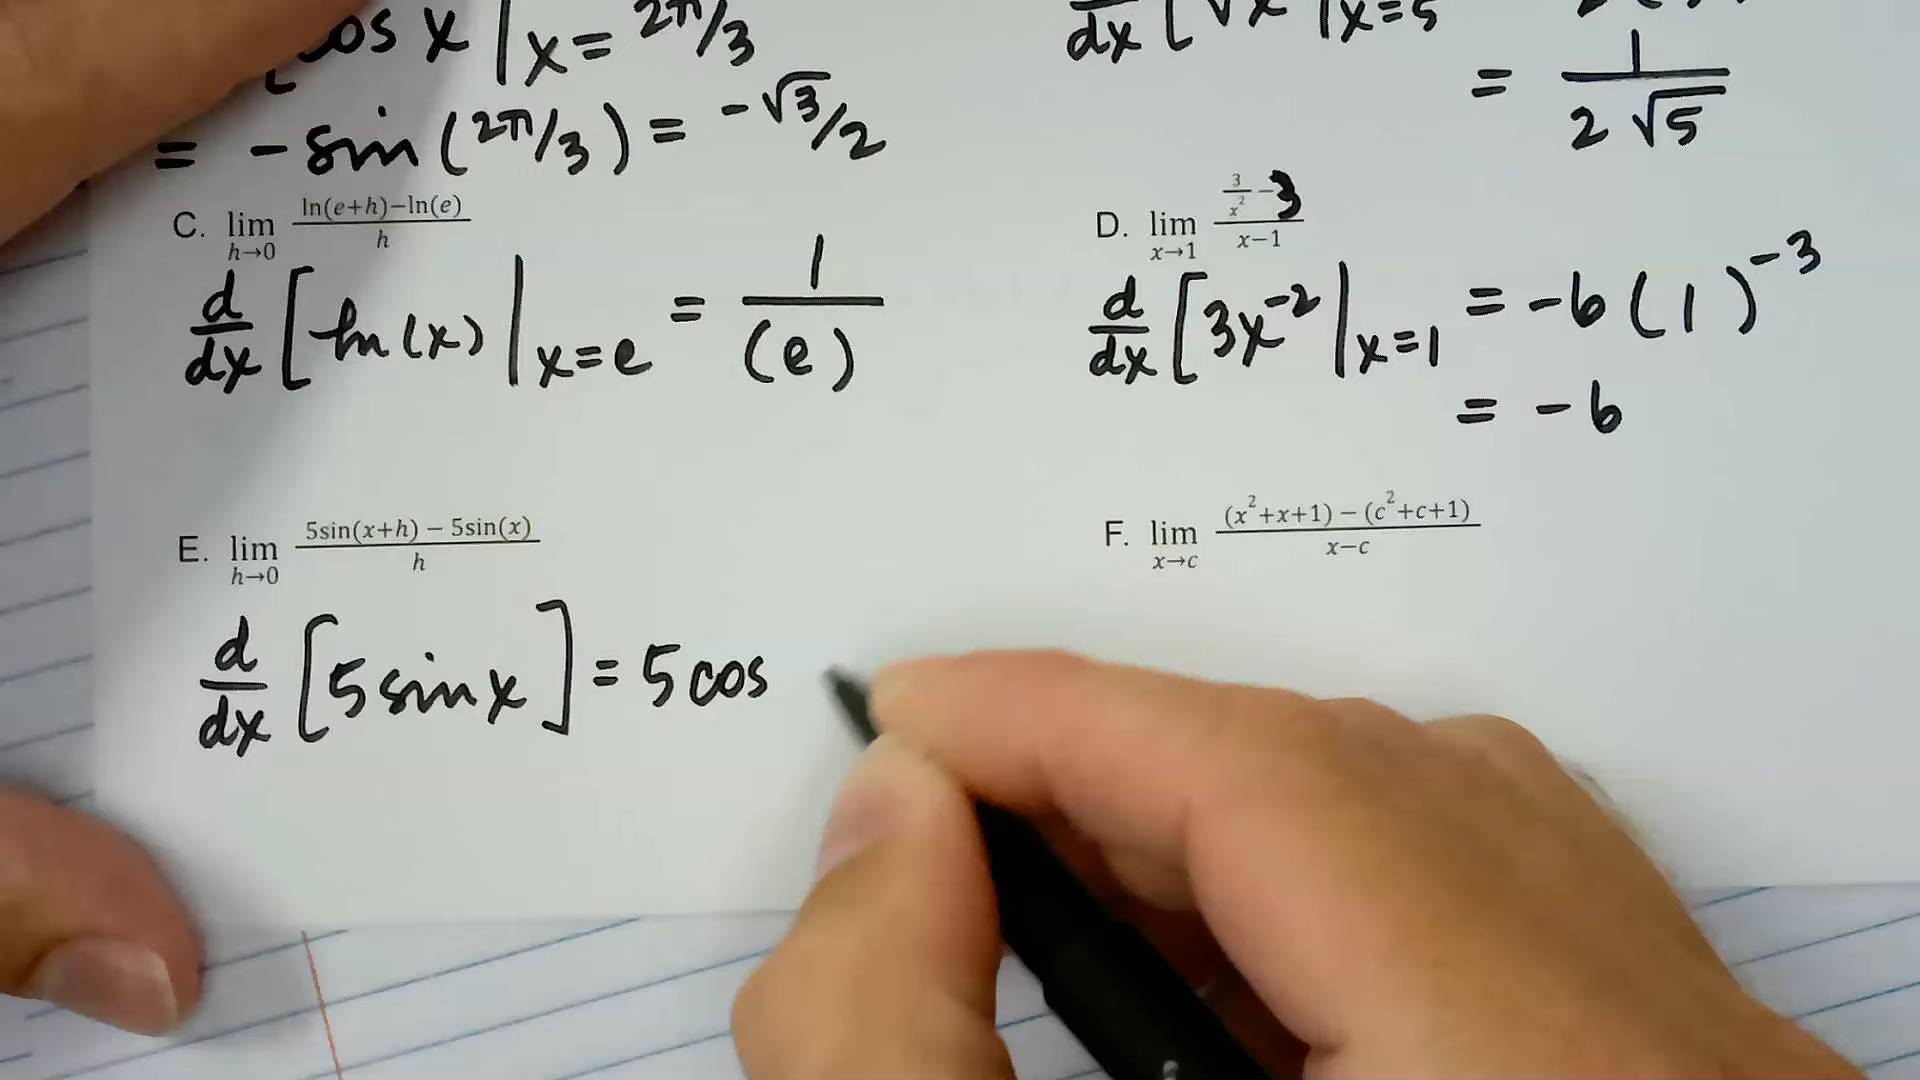 cos x | x = 2π/3
d/dx [ √x | x=5
= -sin(2π/3) = -√3/2
= 1/(2√5)
C. lim h→0 (ln(e+h)−ln(e))/h
d/dx [ ln(x) | x=e = 1/(e)
D. lim x→1 (3/x² − 3)/(x−1)
d/dx [ 3x⁻² | x=1 = -6(1)⁻³
= -6
E. lim h→0 (5sin(x+h) − 5sin(x))/h
d/dx [5 sin x] = 5 cos
F. lim x→c ((x²+x+1) − (c²+c+1))/(x−c)